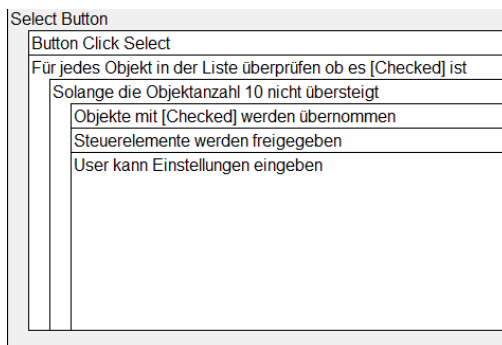 Select Button
Button Click Select
Für jedes Objekt in der Liste überprüfen ob es [Checked] ist
Solange die Objektanzahl 10 nicht übersteigt
Objekte mit [Checked] werden übernommen
Steuerelemente werden freigegeben
User kann Einstellungen eingeben